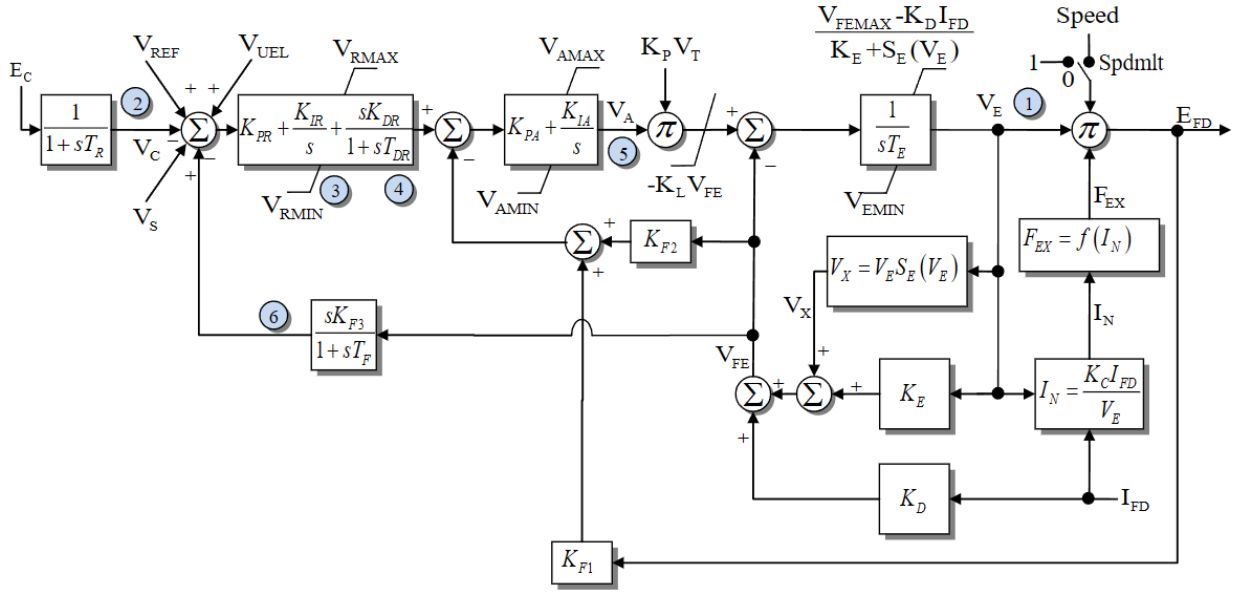 V_FEMAX - K_D I_FD
K_E + S_E (V_E)
Speed
1
0
Spdmlt
V_REF
V_UEL
V_RMAX
V_AMAX
K_P V_T
E_C
2
V_E
1
E_FD
1
1 + sT_R
+
+
−
−
+
Σ
K_PR + K_IR/s + sK_DR/(1 + sT_DR)
+
−
Σ
K_PA + K_IA/s
V_A
π
+
−
Σ
1
sT_E
π
V_C
V_S
V_RMIN
3
4
V_AMIN
5
-K_L V_FE
V_EMIN
F_EX
Σ
+
+
K_F2
V_X = V_E S_E (V_E)
F_EX = f(I_N)
6
sK_F3
1 + sT_F
V_X
I_N
V_FE
+
Σ
+
+
Σ
+
K_E
I_N = K_C I_FD / V_E
K_D
I_FD
K_F1